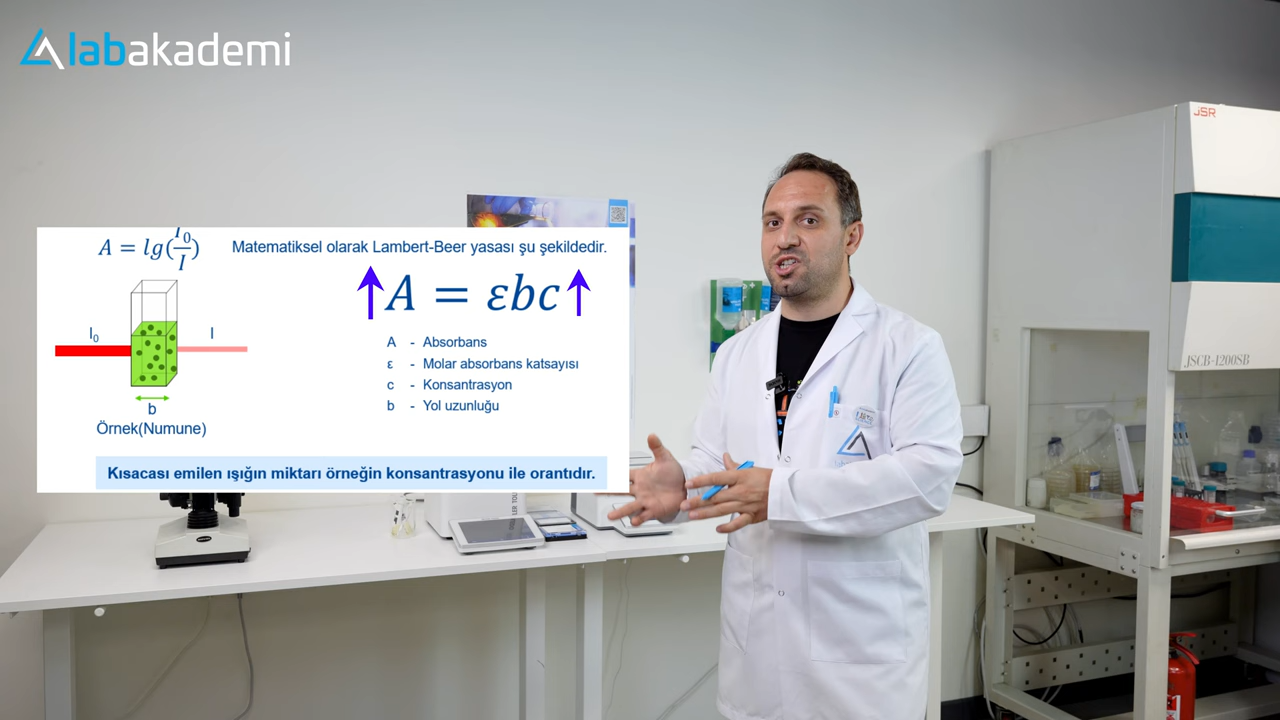 labakademi
JSR
A = lg(I0/I)
Matematiksel olarak Lambert-Beer yasası şu şekildedir.
A = εbc
I0
I
A - Absorbans
ε - Molar absorbans katsayısı
c - Konsantrasyon
b - Yol uzunluğu
b
Örnek(Numune)
Kısacası emilen ışığın miktarı örneğin konsantrasyonu ile orantıdır.
JSCB-1200SB